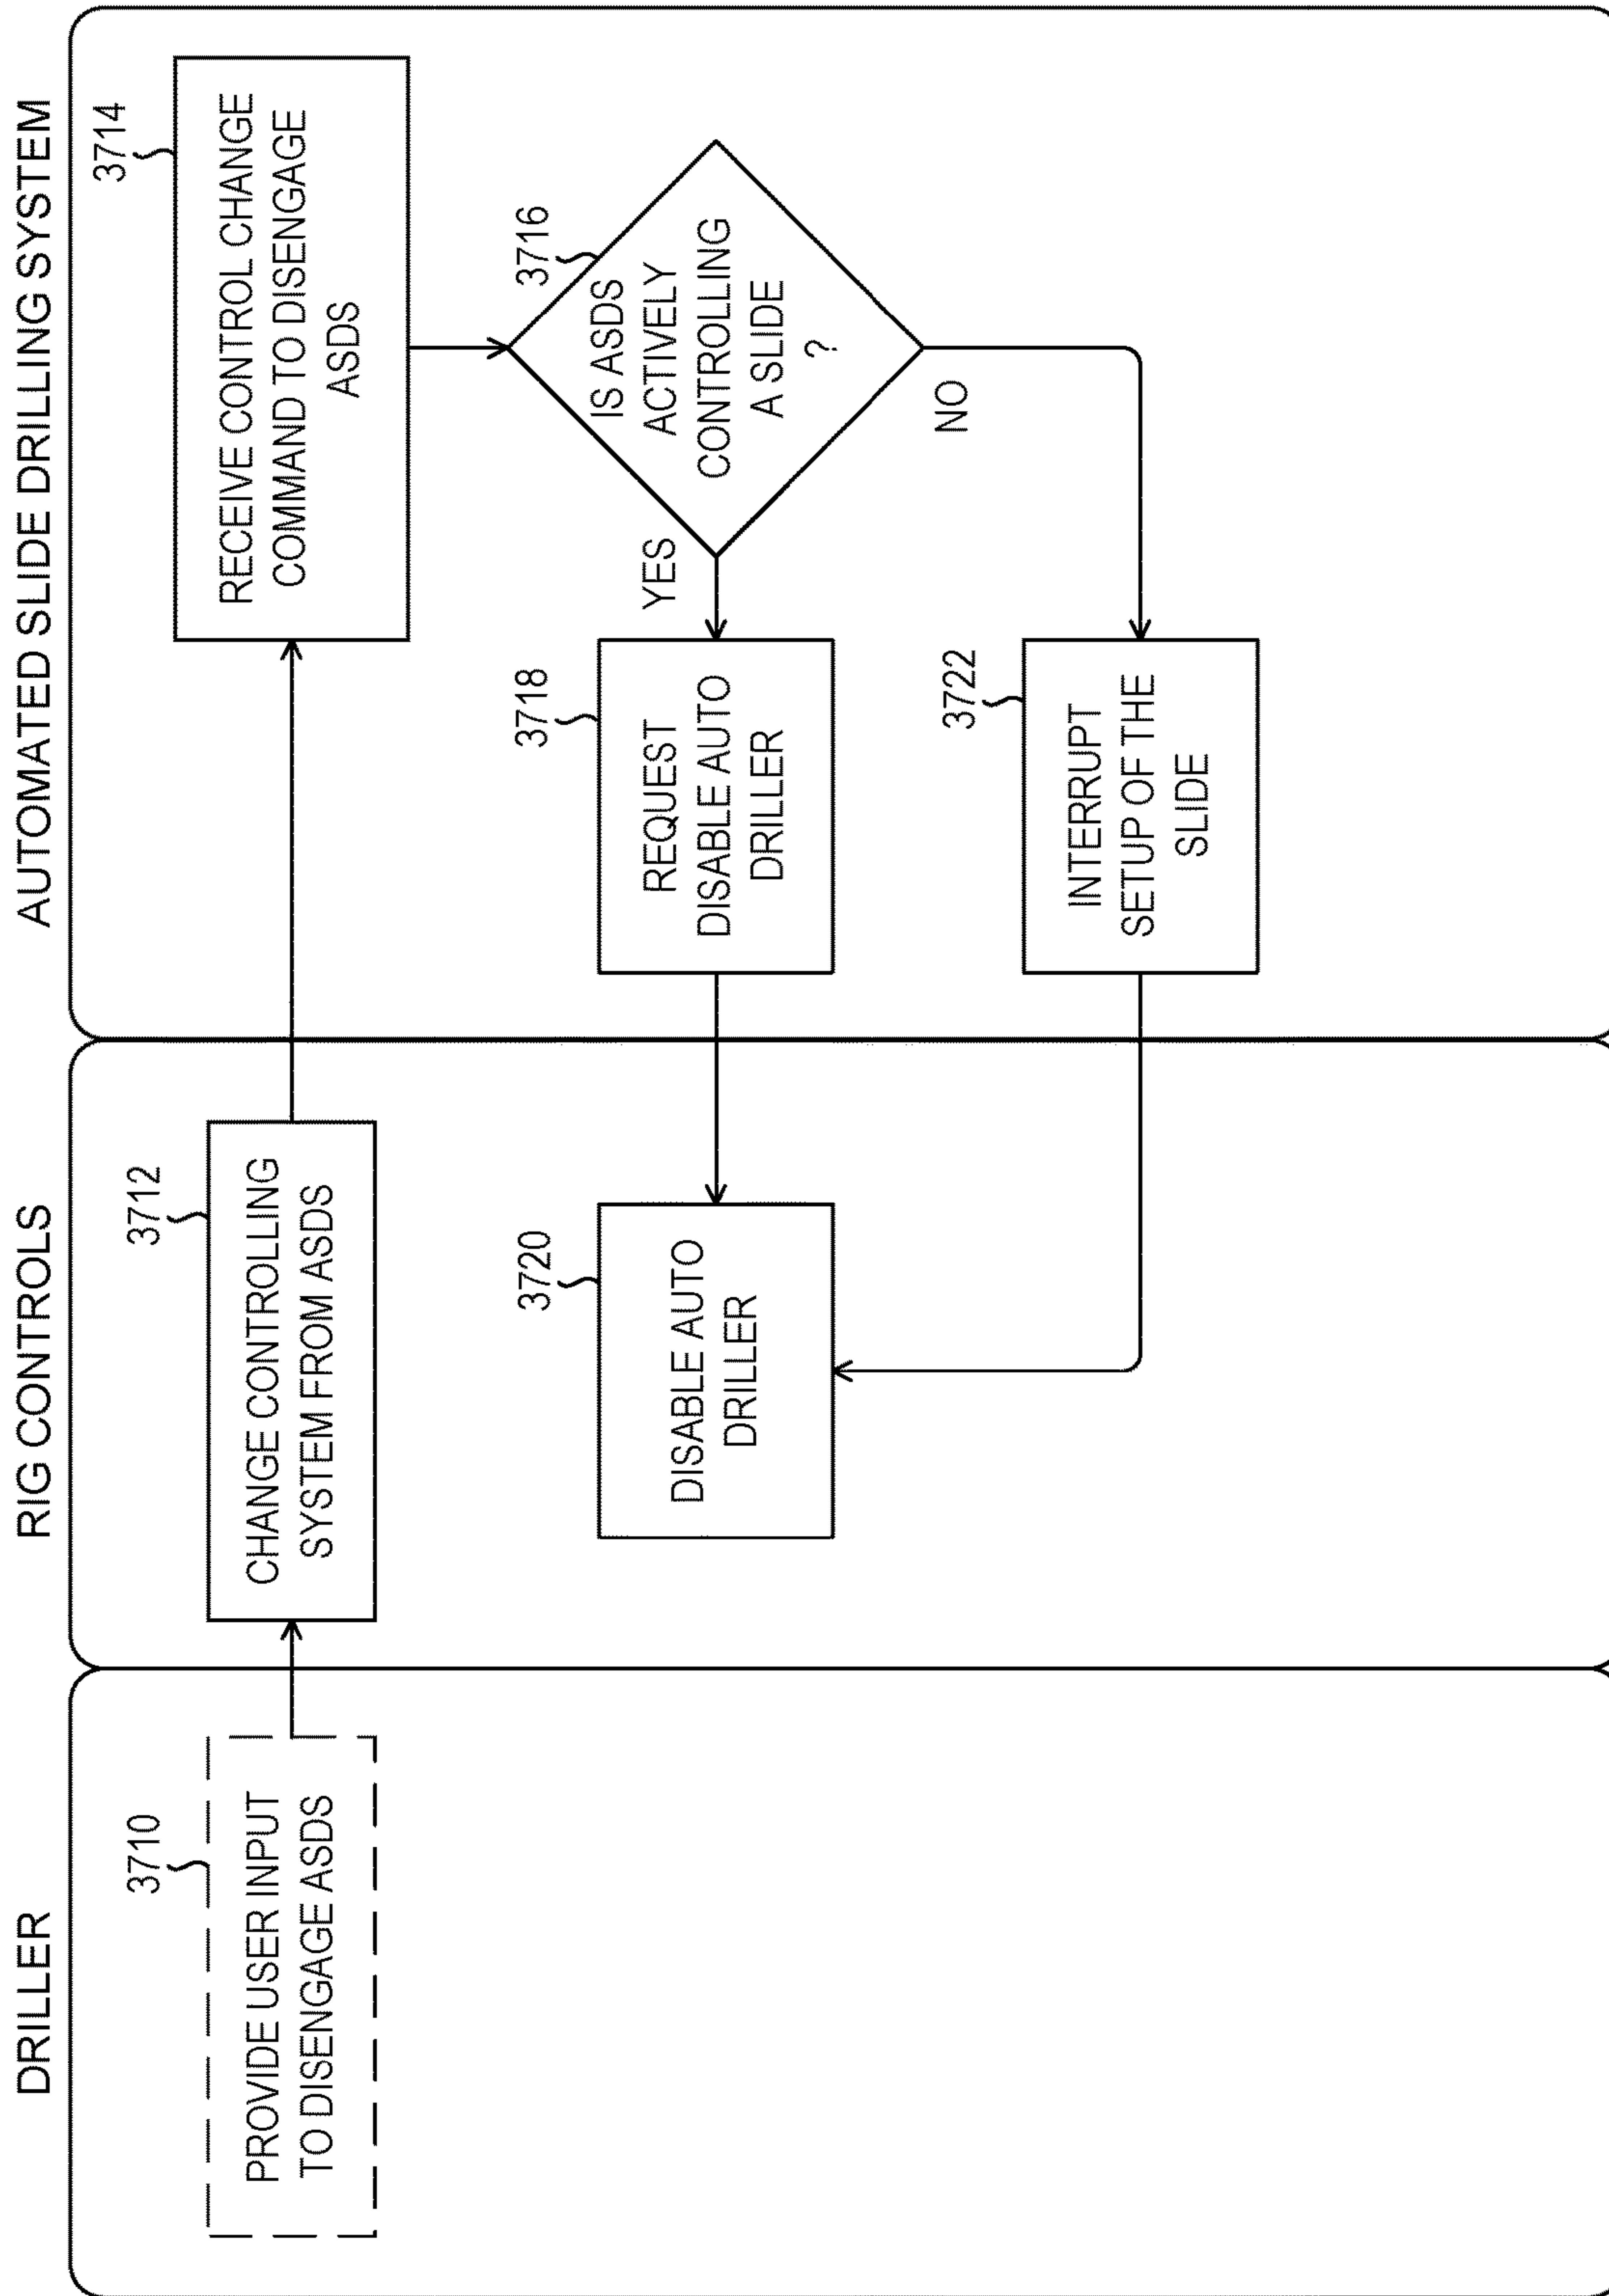 DRILLER
3710
PROVIDE USER INPUT
TO DISENGAGE ASDS
RIG CONTROLS
3712
CHANGE CONTROLLING
SYSTEM FROM ASDS
3720
DISABLE AUTO
DRILLER
AUTOMATED SLIDE DRILLING SYSTEM
3714
RECEIVE CONTROL CHANGE
COMMAND TO DISENGAGE
ASDS
3716
IS ASDS
ACTIVELY
CONTROLLING
A SLIDE
?
YES
NO
3718
REQUEST
DISABLE AUTO
DRILLER
3722
INTERRUPT
SETUP OF THE
SLIDE